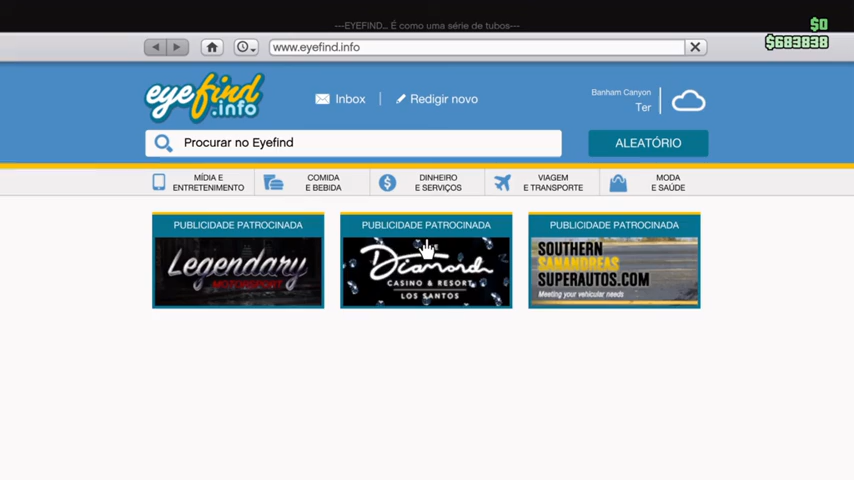 ---EYEFIND.. É como uma série de tubos---
$0
$683838
www.eyefind.info
eyefind
.info
Inbox
Redigir novo
Banham Canyon
Ter
Procurar no Eyefind
ALEATÓRIO
MÍDIA E
ENTRETENIMENTO
COMIDA
E BEBIDA
DINHEIRO
E SERVIÇOS
VIAGEM
E TRANSPORTE
MODA
E SAÚDE
PUBLICIDADE PATROCINADA
Legendary
MOTORSPORT
PUBLICIDADE PATROCINADA
Diamond
CASINO & RESORT
LOS SANTOS
PUBLICIDADE PATROCINADA
SOUTHERN
SANANDREAS
SUPERAUTOS.COM
Meeting your vehicular needs